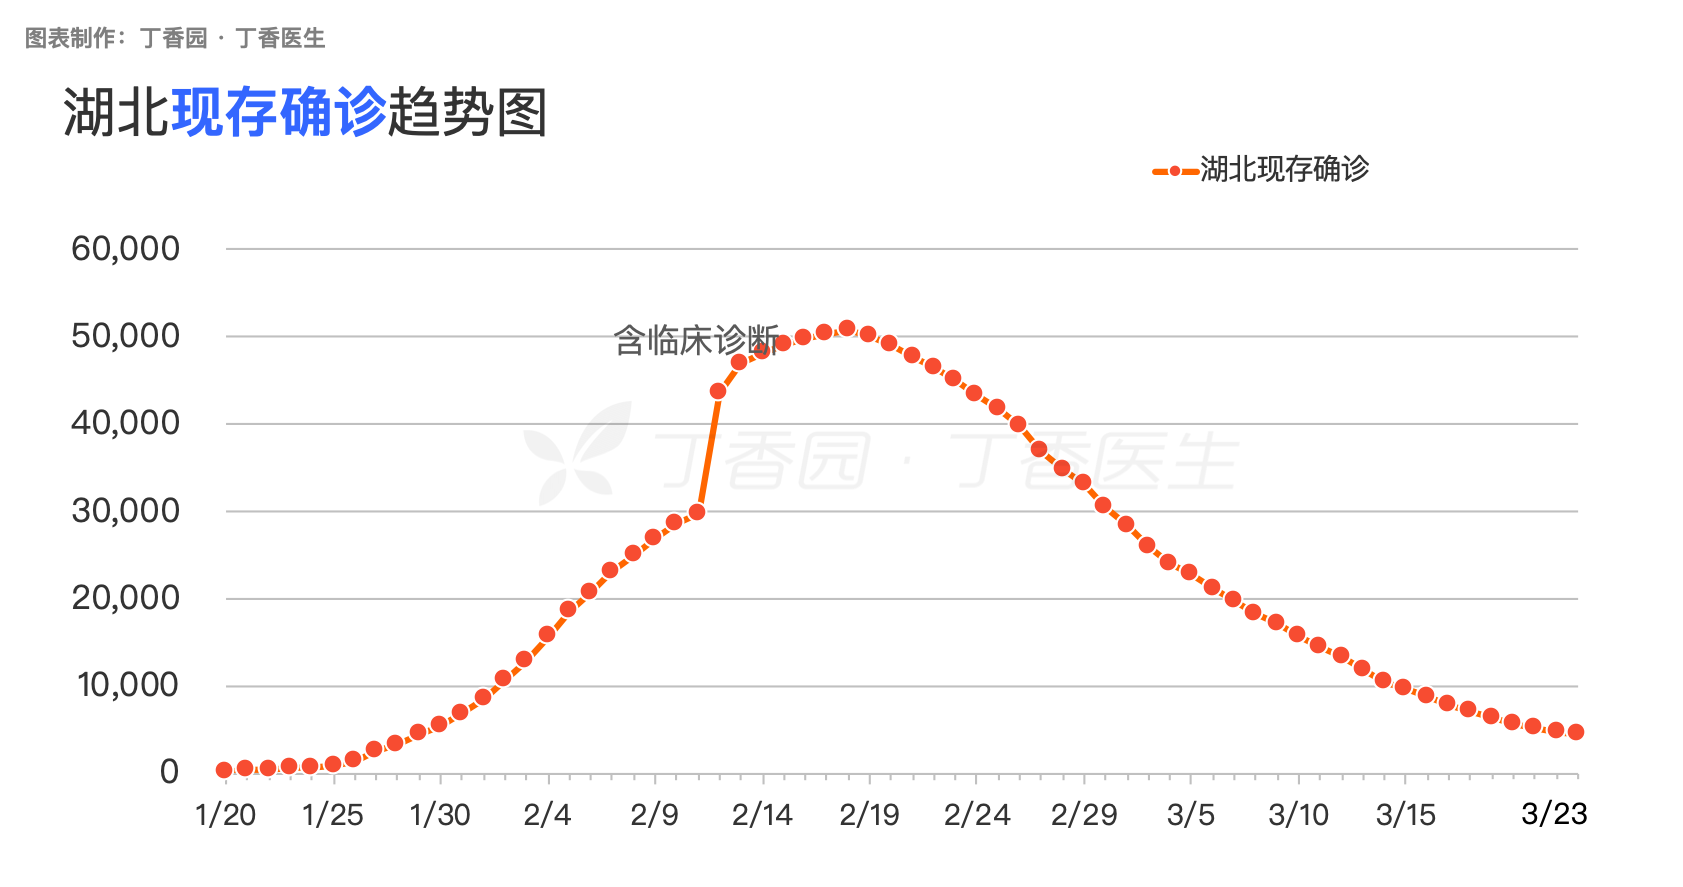 图表制作：丁香园 · 丁香医生
湖北现存确诊趋势图
湖北现存确诊
60,000
50,000
含临床诊断
40,000
丁香园 · 丁香医生
30,000
20,000
10,000
0
1/20 1/25 1/30 2/4 2/9 2/14 2/19 2/24 2/29 3/5 3/10 3/15 3/23